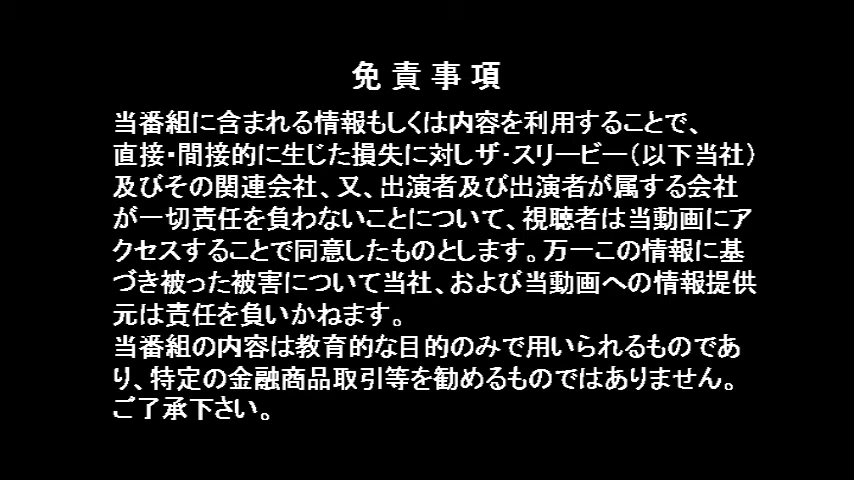 免責事項
当番組に含まれる情報もしくは内容を利用することで、
直接・間接的に生じた損失に対しザ・スリービー（以下当社）
及びその関連会社、又、出演者及び出演者が属する会社
が一切責任を負わないことについて、視聴者は当動画にア
クセスすることで同意したものとします。万一この情報に基
づき被った被害について当社、および当動画への情報提供
元は責任を負いかねます。
当番組の内容は教育的な目的のみで用いられるものであ
り、特定の金融商品取引等を勧めるものではありません。
ご了承下さい。